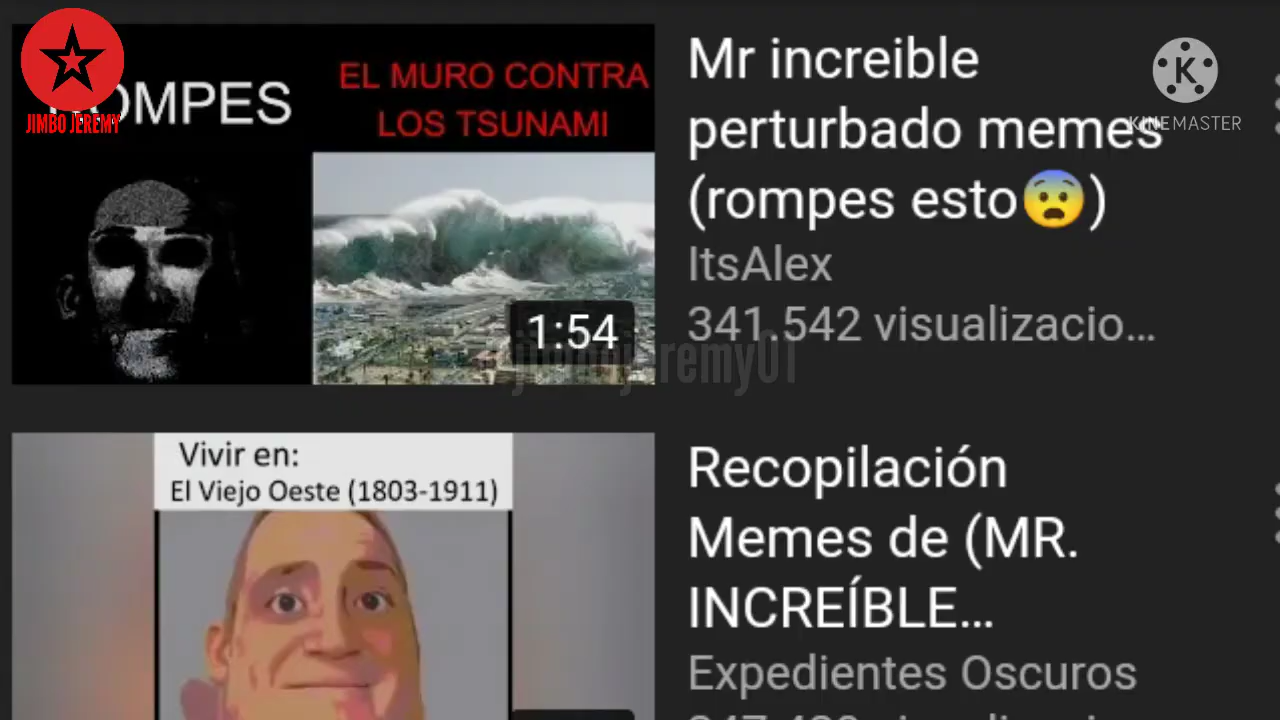 JIMBO JEREMY
ROMPES
EL MURO CONTRA
LOS TSUNAMI
1:54
Mr increible
perturbado memes
(rompes esto😨)
ItsAlex
341.542 visualizacio...
K
KINEMASTER
Vivir en:
El Viejo Oeste (1803-1911)
Recopilación
Memes de (MR.
INCREÍBLE...
Expedientes Oscuros